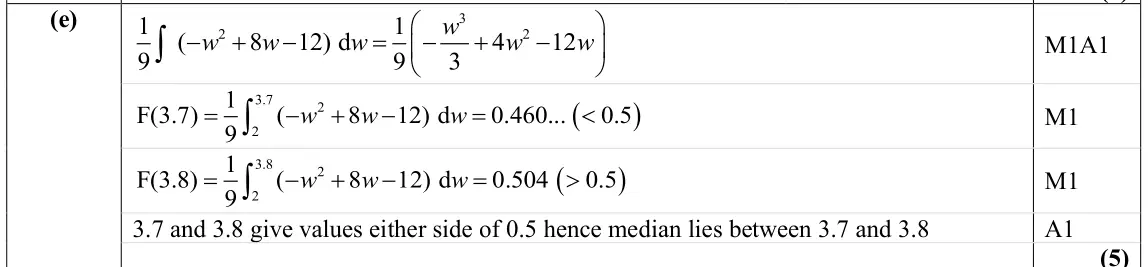 (e)
1/9 ∫ (−w² + 8w − 12) dw = 1/9 (−w³/3 + 4w² − 12w) M1A1
F(3.7) = 1/9 ∫₂^3.7 (−w² + 8w − 12) dw = 0.460... (< 0.5) M1
F(3.8) = 1/9 ∫₂^3.8 (−w² + 8w − 12) dw = 0.504 (> 0.5) M1
3.7 and 3.8 give values either side of 0.5 hence median lies between 3.7 and 3.8 A1
(5)